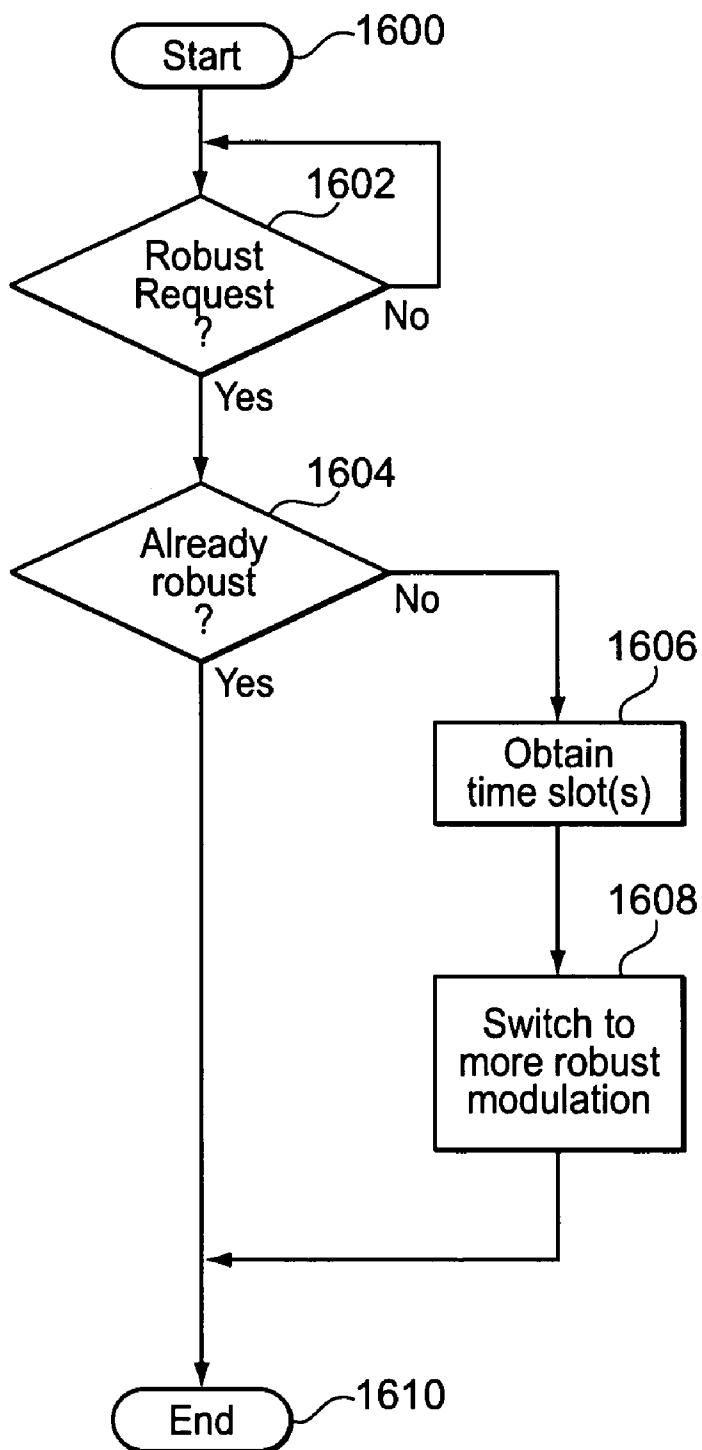 1600
Start
1602
Robust
Request
?
No
Yes
1604
Already
robust
?
No
Yes
1606
Obtain
time slot(s)
1608
Switch to
more robust
modulation
1610
End